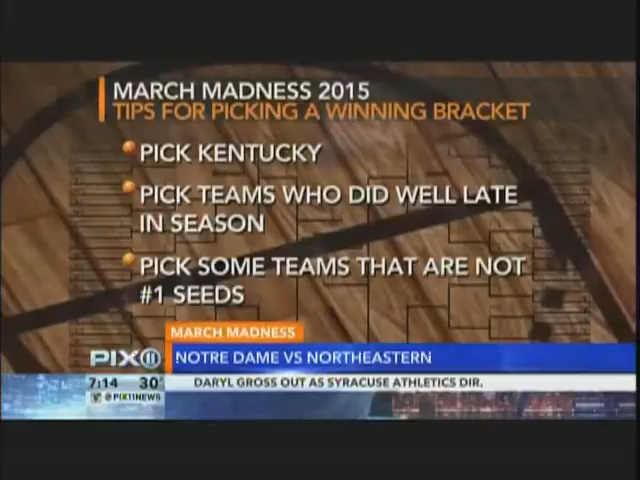 MARCH MADNESS 2015
TIPS FOR PICKING A WINNING BRACKET
PICK KENTUCKY
PICK TEAMS WHO DID WELL LATE
IN SEASON
PICK SOME TEAMS THAT ARE NOT
#1 SEEDS
MARCH MADNESS
PIX 11 NOTRE DAME VS NORTHEASTERN
7:14 30° DARYL GROSS OUT AS SYRACUSE ATHLETICS DIR.
@PIX11NEWS